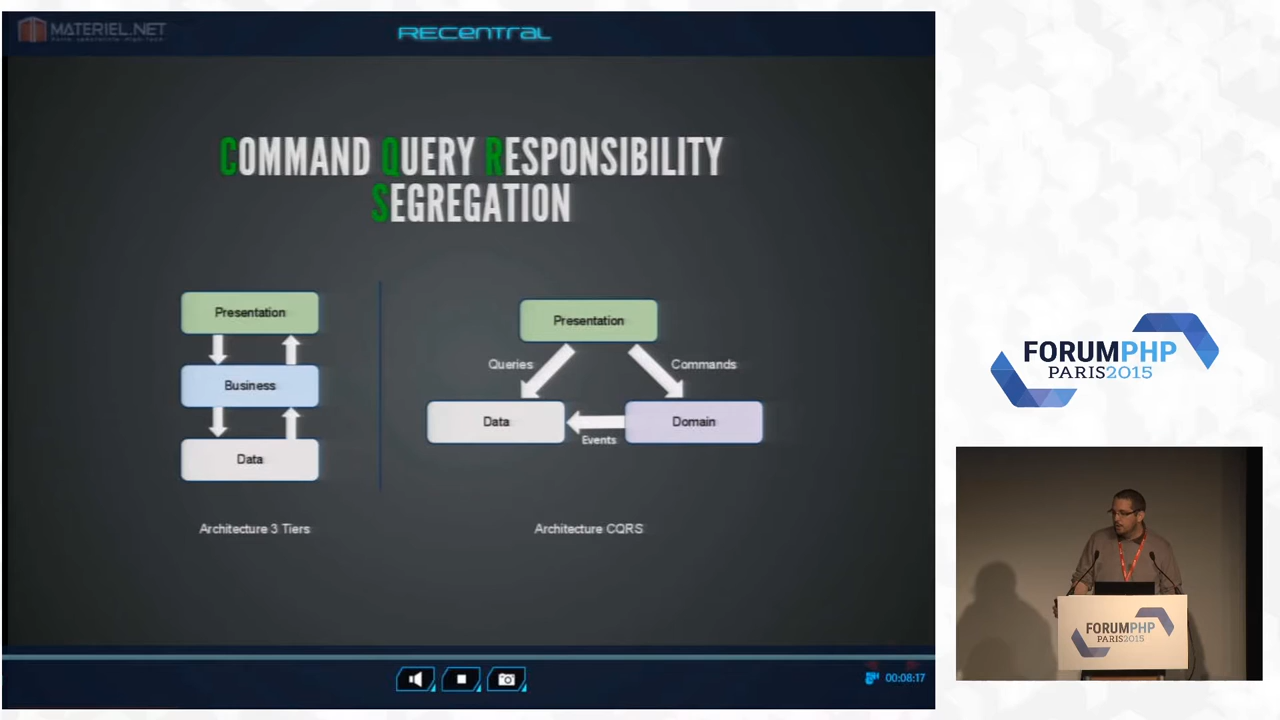 MATERIEL.NET
RECENTRAL
COMMAND QUERY RESPONSIBILITY
SEGREGATION
Presentation
Business
Data
Architecture 3 Tiers
Presentation
Queries
Commands
Data
Domain
Events
Architecture CQRS
00:08:17
FORUMPHP
PARIS2015
FORUMPHP
PARIS2015